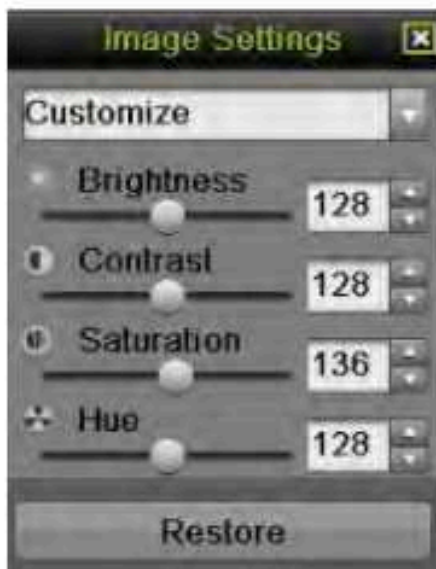 Image Settings
Customize
Brightness
128
Contrast
128
Saturation
136
Hue
128
Restore